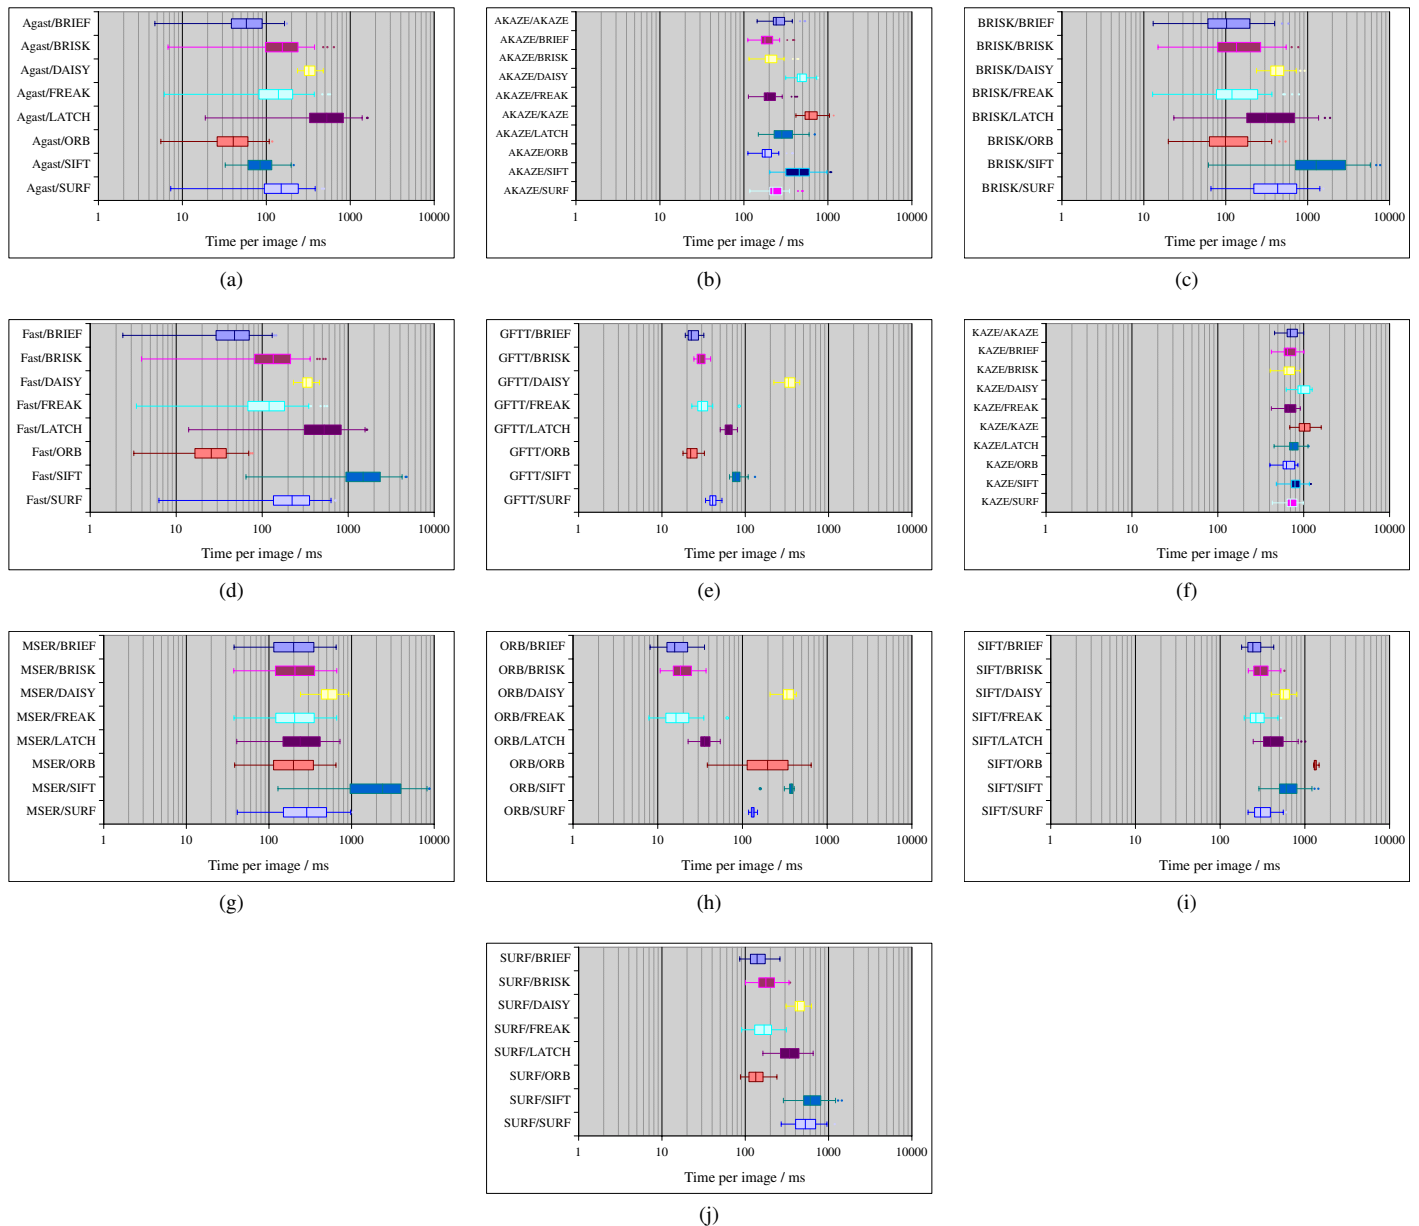 Agast/BRIEF
Agast/BRISK
Agast/DAISY
Agast/FREAK
Agast/LATCH
Agast/ORB
Agast/SIFT
Agast/SURF
1 10 100 1000 10000
Time per image / ms
(a)
AKAZE/AKAZE
AKAZE/BRIEF
AKAZE/BRISK
AKAZE/DAISY
AKAZE/FREAK
AKAZE/KAZE
AKAZE/LATCH
AKAZE/ORB
AKAZE/SIFT
AKAZE/SURF
1 10 100 1000 10000
Time per image / ms
(b)
BRISK/BRIEF
BRISK/BRISK
BRISK/DAISY
BRISK/FREAK
BRISK/LATCH
BRISK/ORB
BRISK/SIFT
BRISK/SURF
1 10 100 1000 10000
Time per image / ms
(c)
Fast/BRIEF
Fast/BRISK
Fast/DAISY
Fast/FREAK
Fast/LATCH
Fast/ORB
Fast/SIFT
Fast/SURF
1 10 100 1000 10000
Time per image / ms
(d)
GFTT/BRIEF
GFTT/BRISK
GFTT/DAISY
GFTT/FREAK
GFTT/LATCH
GFTT/ORB
GFTT/SIFT
GFTT/SURF
1 10 100 1000 10000
Time per image / ms
(e)
KAZE/AKAZE
KAZE/BRIEF
KAZE/BRISK
KAZE/DAISY
KAZE/FREAK
KAZE/KAZE
KAZE/LATCH
KAZE/ORB
KAZE/SIFT
KAZE/SURF
1 10 100 1000 10000
Time per image / ms
(f)
MSER/BRIEF
MSER/BRISK
MSER/DAISY
MSER/FREAK
MSER/LATCH
MSER/ORB
MSER/SIFT
MSER/SURF
1 10 100 1000 10000
Time per image / ms
(g)
ORB/BRIEF
ORB/BRISK
ORB/DAISY
ORB/FREAK
ORB/LATCH
ORB/ORB
ORB/SIFT
ORB/SURF
1 10 100 1000 10000
Time per image / ms
(h)
SIFT/BRIEF
SIFT/BRISK
SIFT/DAISY
SIFT/FREAK
SIFT/LATCH
SIFT/ORB
SIFT/SIFT
SIFT/SURF
1 10 100 1000 10000
Time per image / ms
(i)
SURF/BRIEF
SURF/BRISK
SURF/DAISY
SURF/FREAK
SURF/LATCH
SURF/ORB
SURF/SIFT
SURF/SURF
1 10 100 1000 10000
Time per image / ms
(j)